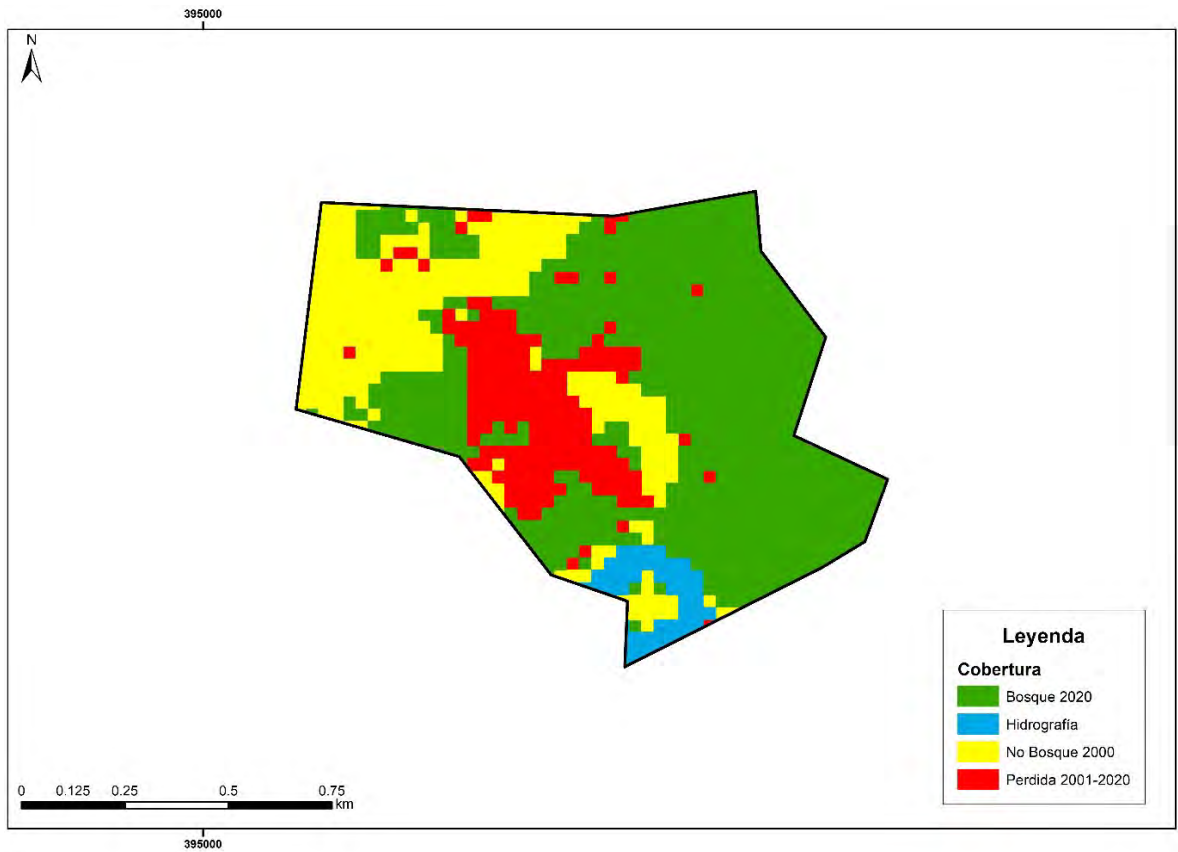 395000
N
Leyenda
Cobertura
Bosque 2020
Hidrografía
No Bosque 2000
Perdida 2001-2020
0 0.125 0.25 0.5 0.75
km
395000